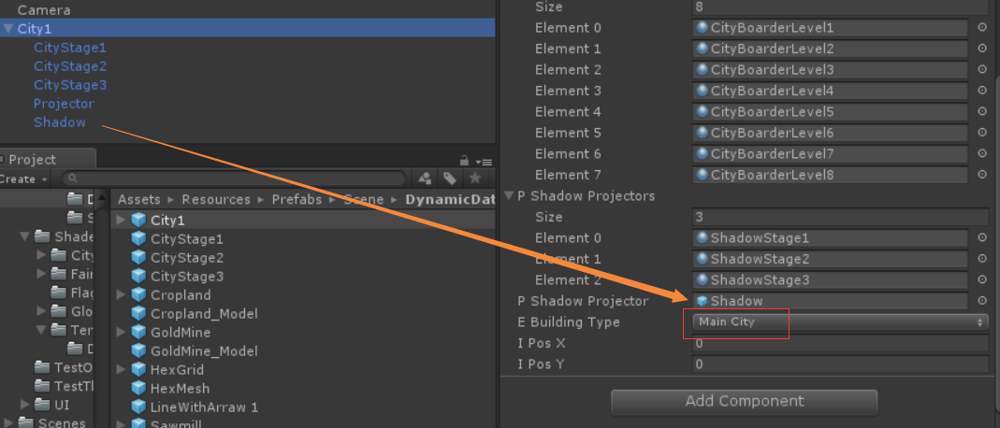 Camera
City1
CityStage1
CityStage2
CityStage3
Projector
Shadow
Project
Create
Assets ▸ Resources ▸ Prefabs ▸ Scene ▸ DynamicDat
D
S
Shade
City
Fair
Flag
Glo
Ter
D
TestO
TestTh
UI
Scenes
City1
CityStage1
CityStage2
CityStage3
Cropland
Cropland_Model
GoldMine
GoldMine_Model
HexGrid
HexMesh
LineWithArraw 1
Sawmill
Size 8
Element 0 CityBoarderLevel1
Element 1 CityBoarderLevel2
Element 2 CityBoarderLevel3
Element 3 CityBoarderLevel4
Element 4 CityBoarderLevel5
Element 5 CityBoarderLevel6
Element 6 CityBoarderLevel7
Element 7 CityBoarderLevel8
P Shadow Projectors
Size 3
Element 0 ShadowStage1
Element 1 ShadowStage2
Element 2 ShadowStage3
P Shadow Projector Shadow
E Building Type Main City
I Pos X 0
I Pos Y 0
Add Component